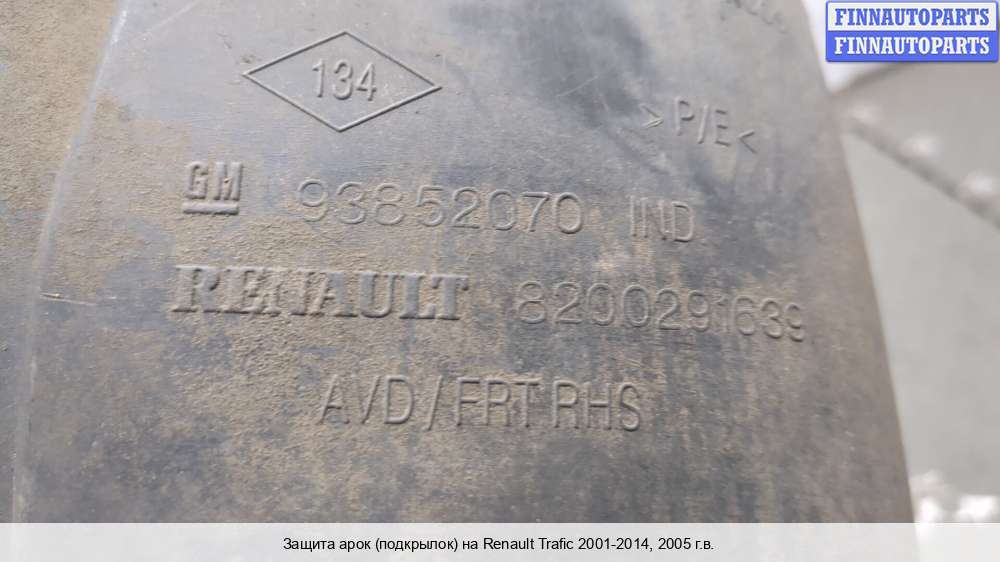 FINNAUTOPARTS
FINNAUTOPARTS
134
>P/E<
GM 93852070 IND
RENAULT 8200291639
AVD/FRT RHS
Защита арок (подкрылок) на Renault Trafic 2001-2014, 2005 г.в.